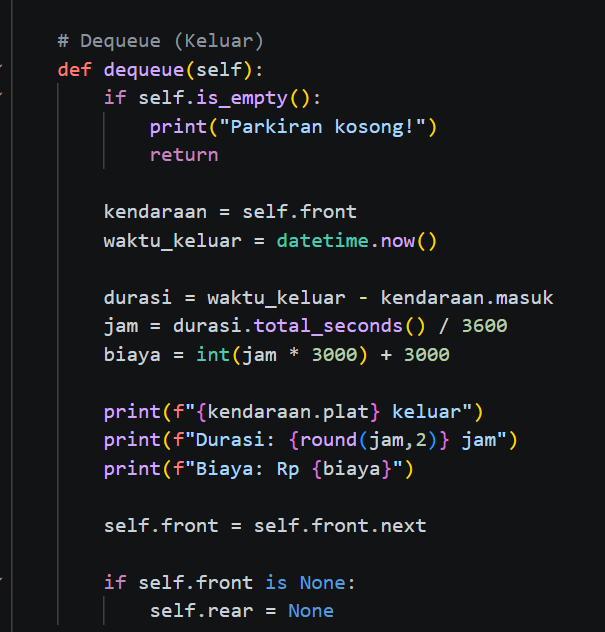 # Dequeue (Keluar)
def dequeue(self):
if self.is_empty():
print("Parkiran kosong!")
return
kendaraan = self.front
waktu_keluar = datetime.now()
durasi = waktu_keluar - kendaraan.masuk
jam = durasi.total_seconds() / 3600
biaya = int(jam * 3000) + 3000
print(f"{kendaraan.plat} keluar")
print(f"Durasi: {round(jam,2)} jam")
print(f"Biaya: Rp {biaya}")
self.front = self.front.next
if self.front is None:
self.rear = None